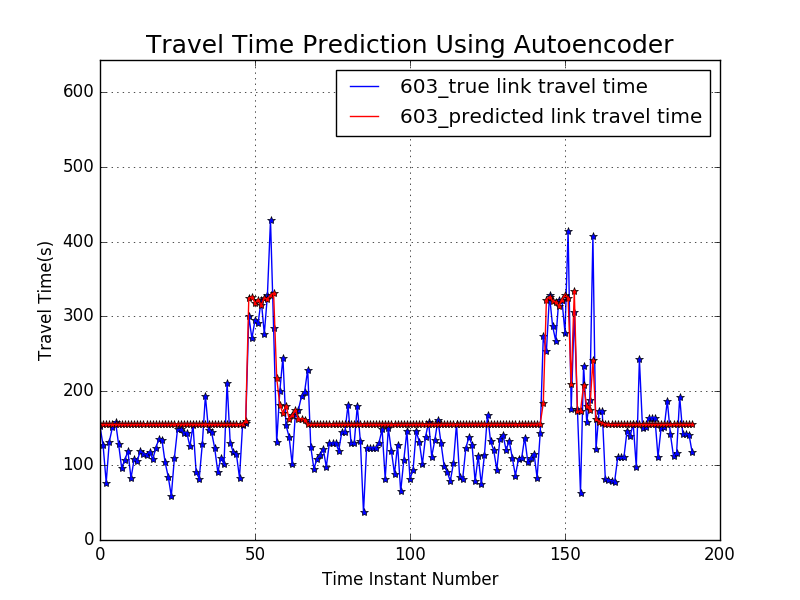 Travel Time Prediction Using Autoencoder
603_true link travel time
603_predicted link travel time
600
500
400
300
200
100
0
Travel Time(s)
0 50 100 150 200
Time Instant Number